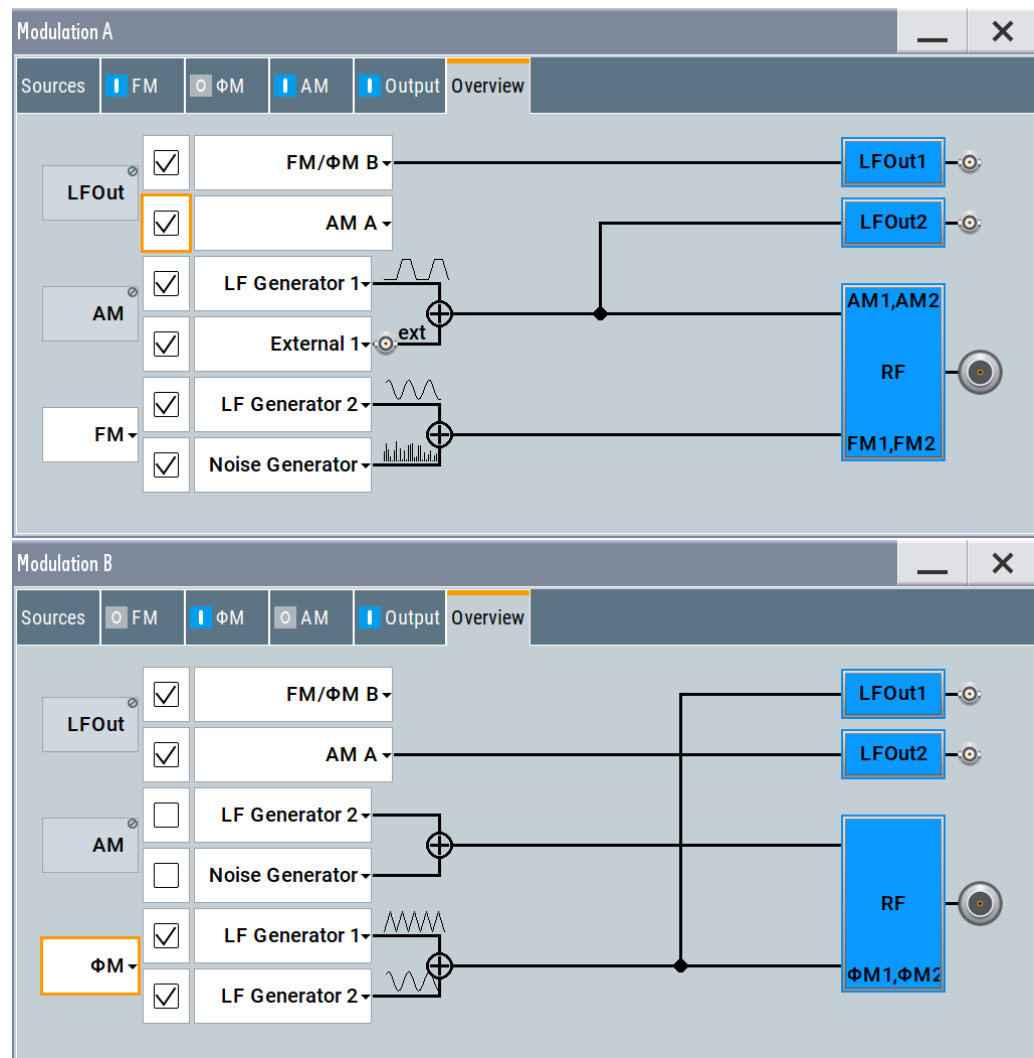 Modulation A
Sources FM ΦM AM Output Overview
LFOut
FM/ΦM B
LFOut1
AM A
LFOut2
AM
LF Generator 1
External 1
ext
AM1,AM2
RF
FM1,FM2
FM
LF Generator 2
Noise Generator
Modulation B
Sources FM ΦM AM Output Overview
LFOut
FM/ΦM B
LFOut1
AM A
LFOut2
AM
LF Generator 2
Noise Generator
RF
ΦM1,ΦM2
ΦM
LF Generator 1
LF Generator 2